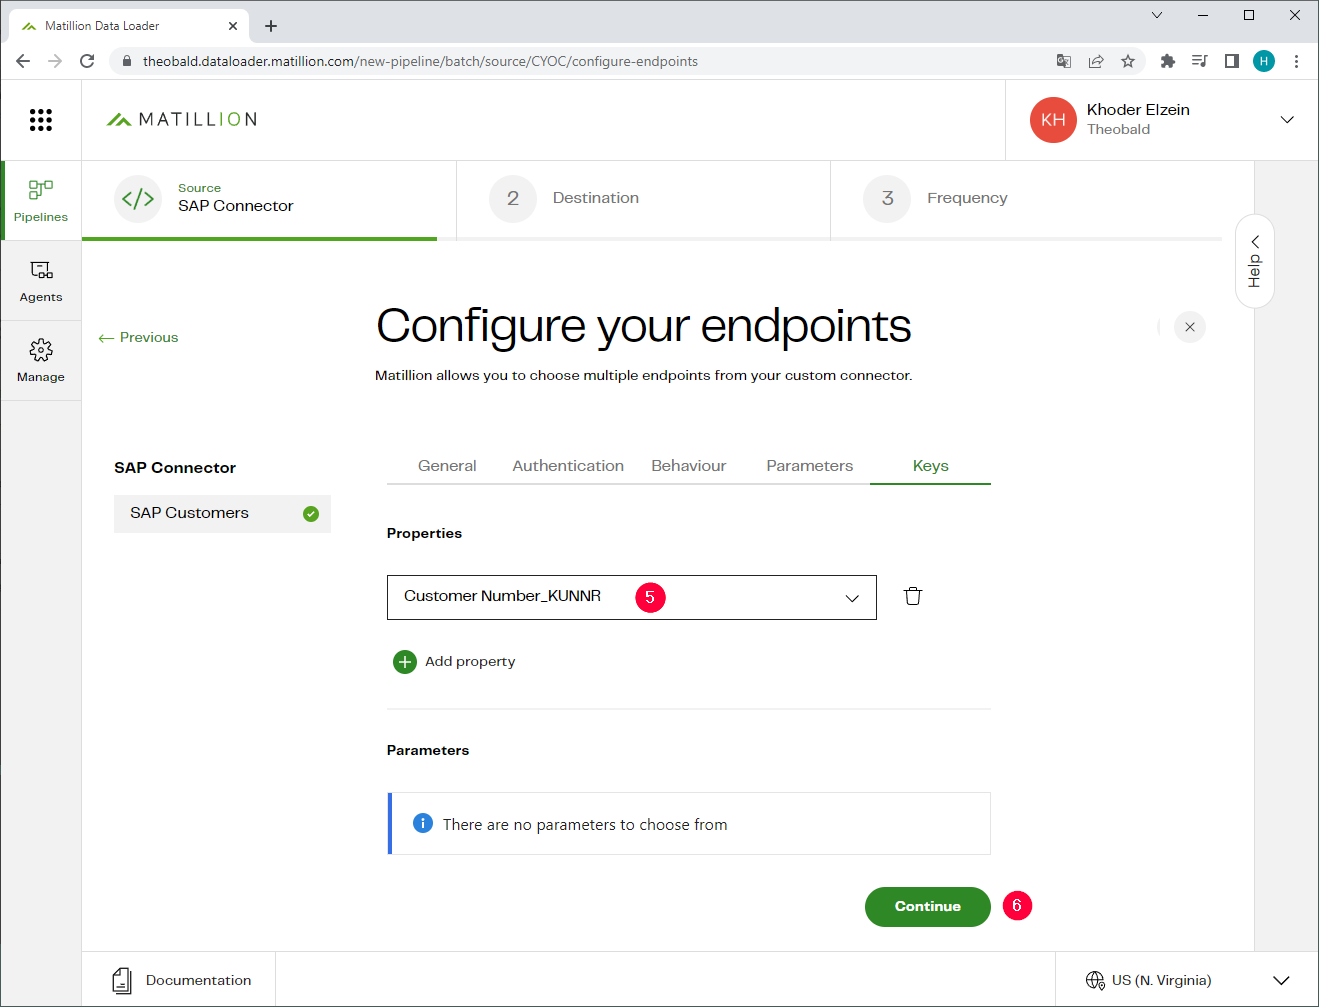 Matillion Data Loader
theobald.dataloader.matillion.com/new-pipeline/batch/source/CYOC/configure-endpoints
H
MATILLION
KH
Khoder Elzein
Theobald
Pipelines
Agents
Manage
</>
Source
SAP Connector
2
Destination
3
Frequency
Help
Previous
Configure your endpoints
Matillion allows you to choose multiple endpoints from your custom connector.
SAP Connector
SAP Customers
General Authentication Behaviour Parameters Keys
Properties
Customer Number_KUNNR
5
Add property
Parameters
There are no parameters to choose from
Continue
6
Documentation
US (N. Virginia)